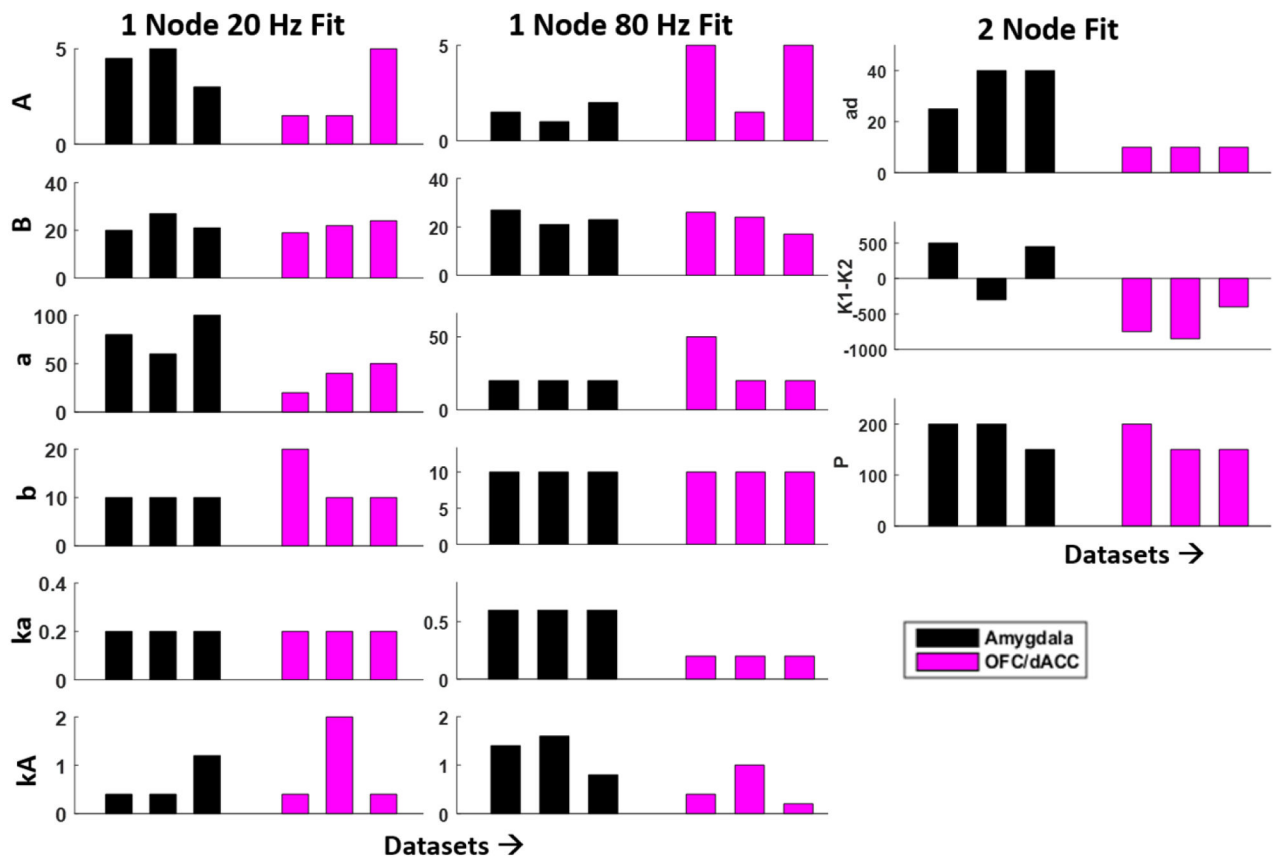 1 Node 20 Hz Fit
1 Node 80 Hz Fit
2 Node Fit
A
5
0
5
0
ad
40
20
0
B
40
20
0
40
20
0
K1-K2
500
0
-500
-1000
a
100
50
0
50
0
P
200
100
0
b
20
10
0
10
5
0
Datasets →
ka
0.4
0.2
0
0.5
0
Amygdala
OFC/dACC
kA
2
1
0
2
1
0
Datasets →